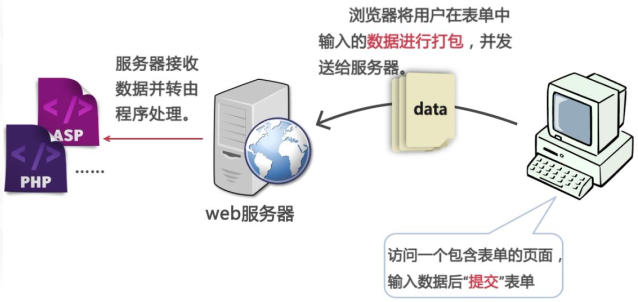 浏览器将用户在表单中
输入的数据进行打包，并发
送给服务器。
服务器接收
数据并转由
程序处理。
data
ASP
PHP
……
web服务器
访问一个包含表单的页面，
输入数据后“提交”表单